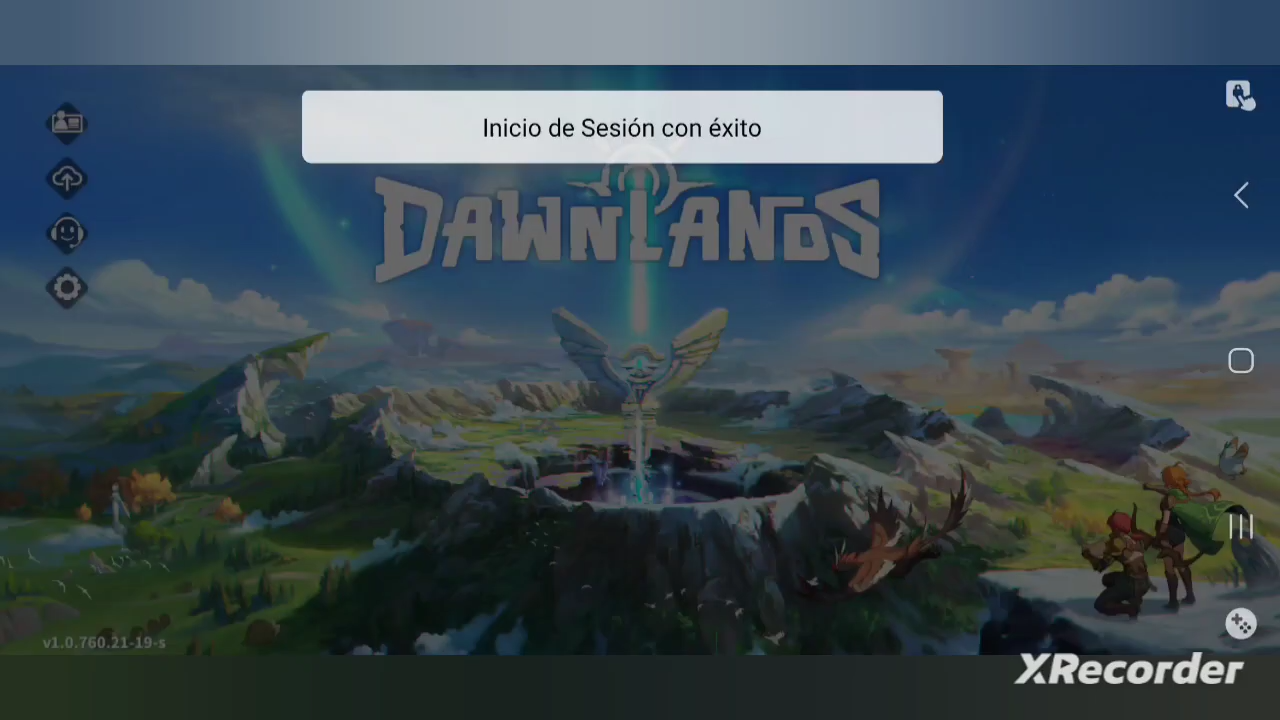 Inicio de Sesión con éxito
DAWNLANDS
v1.0.760.21-19-s
XRecorder